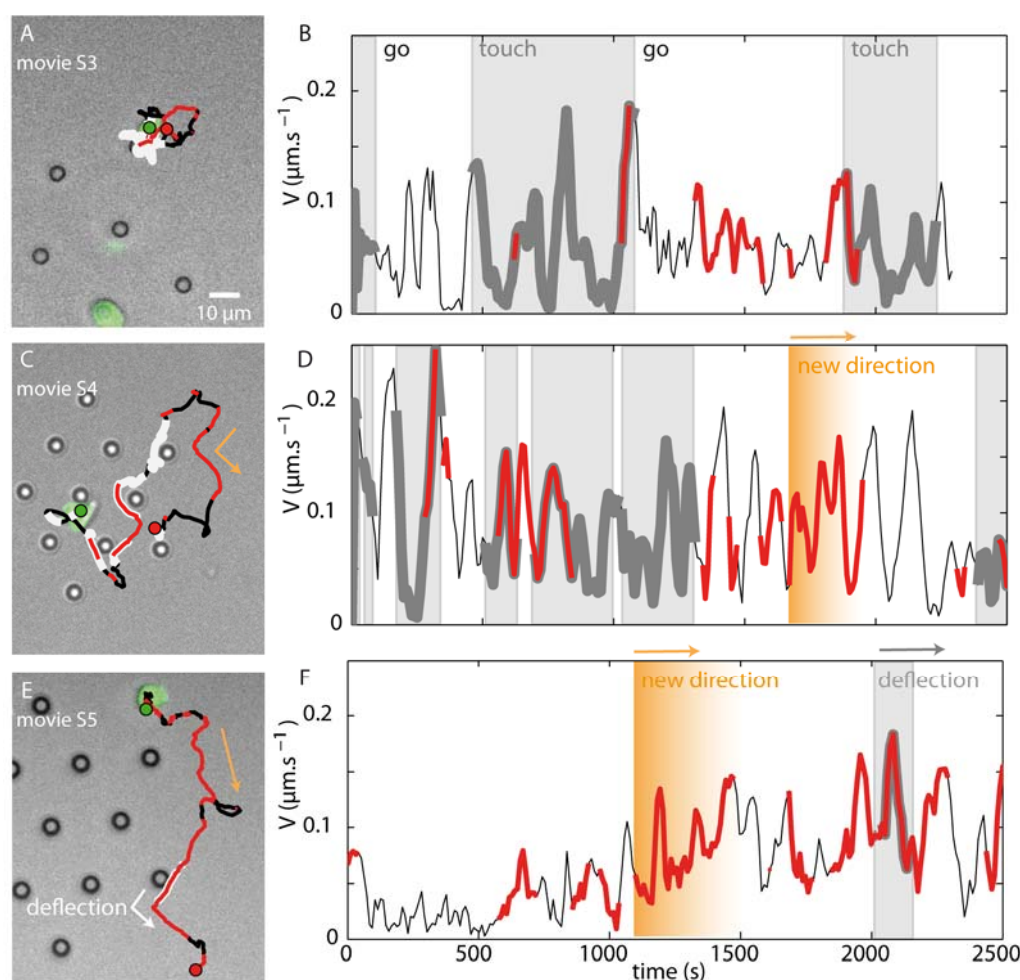 A
movie S3
10 µm
B
go
touch
go
touch
V (µm.s⁻¹)
0.2
0.1
0
C
movie S4
D
new direction
V (µm.s⁻¹)
0.2
0.1
0
E
movie S5
deflection
F
new direction
deflection
V (µm.s⁻¹)
0.2
0.1
0
0
500
1000
1500
2000
2500
time (s)